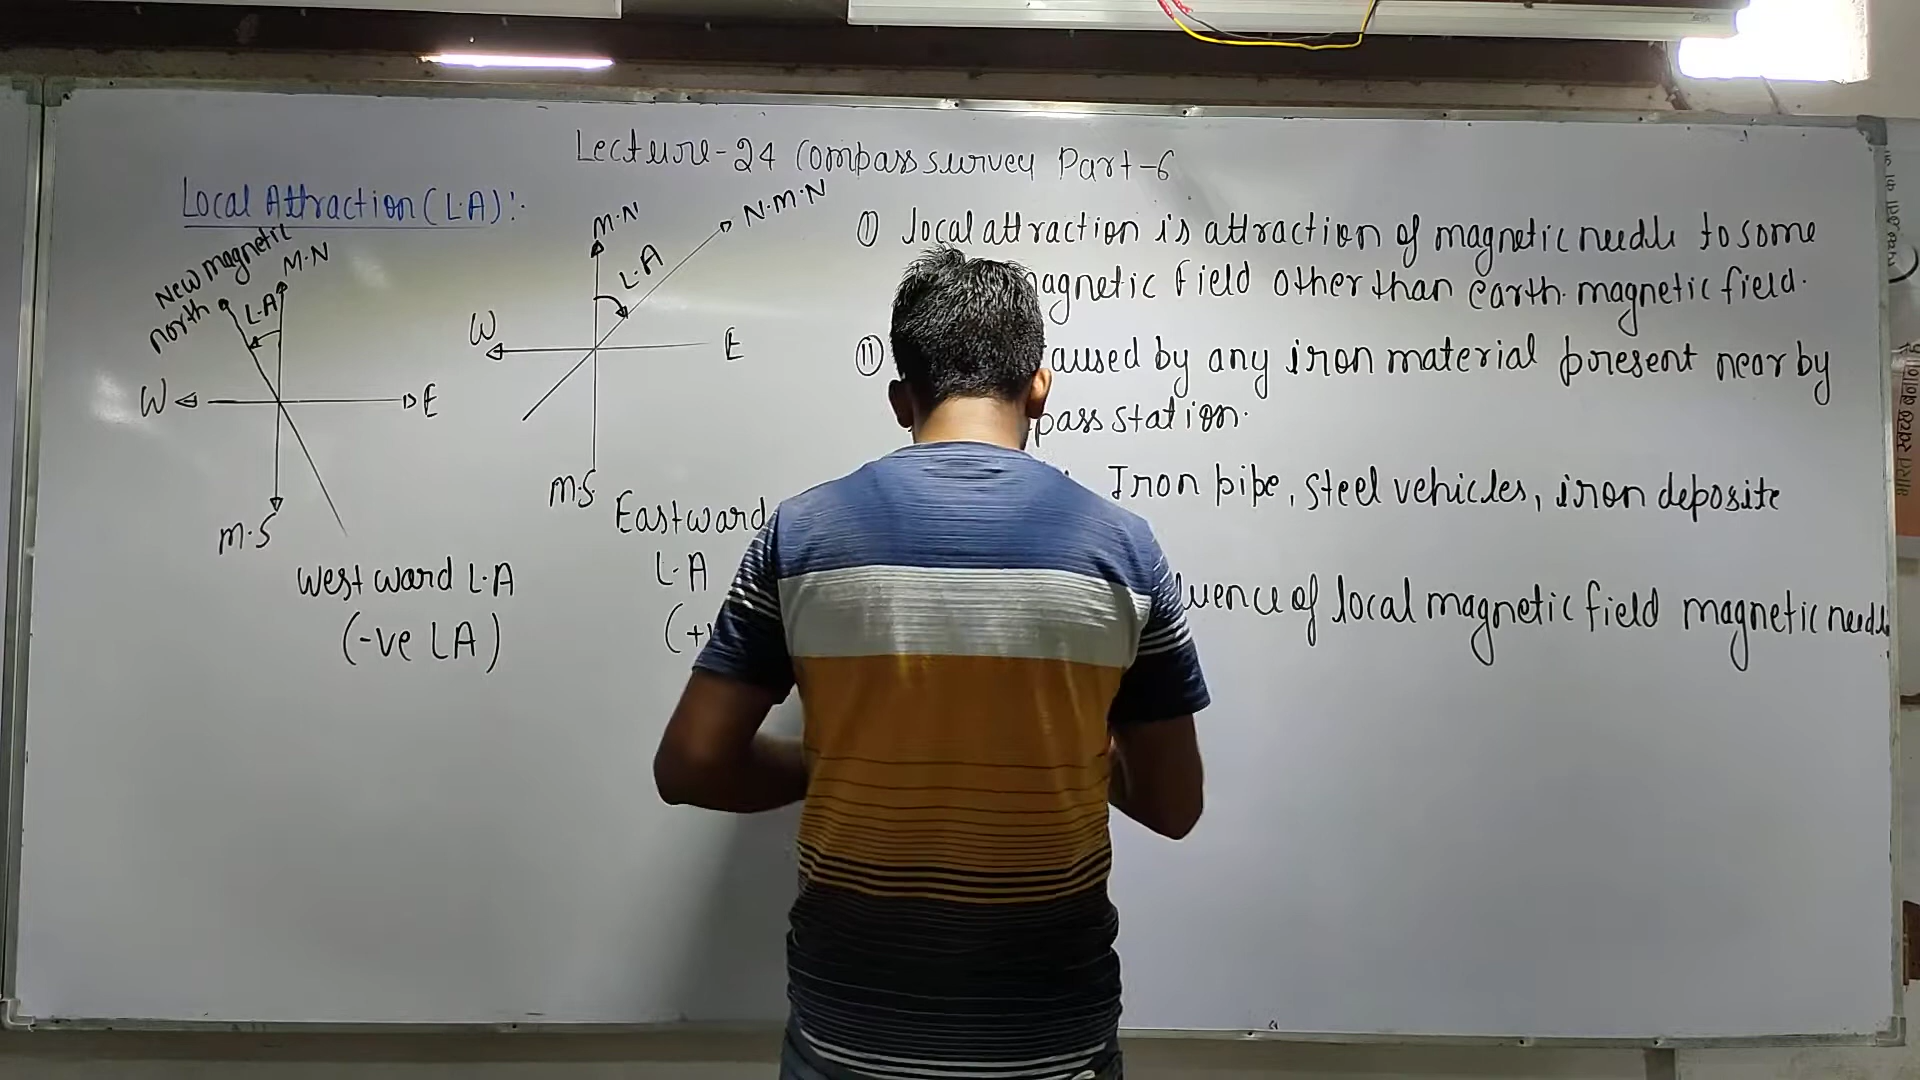 Lecture-24 Compass survey Part-6
Local Attraction (L.A) :-
New magnetic
north
L.A
M.N
W
E
M.S
West ward L.A
(-ve LA)
M.N
N.M.N
L.A
W
E
M.S
Eastward
L.A
(+
(i) local attraction is attraction of magnetic needle to some
agnetic field other than earth magnetic field.
(ii) aused by any iron material present near by
pass station.
Iron pipe, steel vehicles, iron deposite
uence of local magnetic field magnetic needle